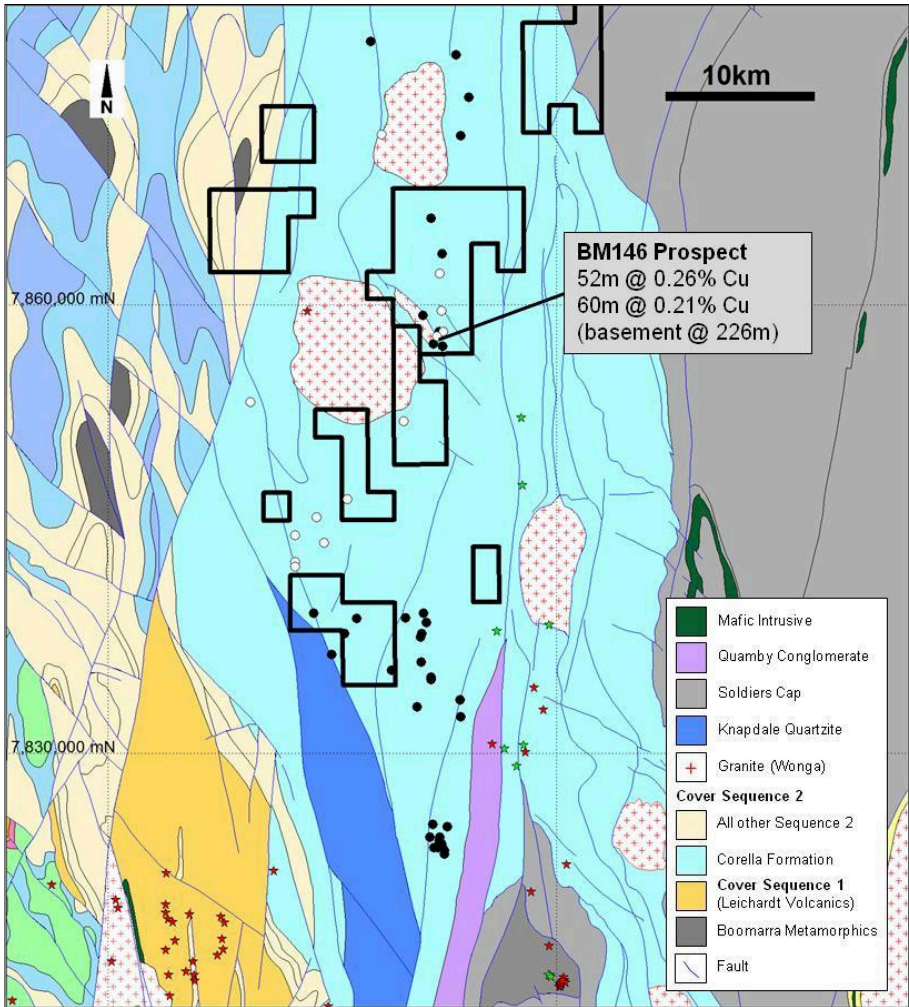 N
10km
BM146 Prospect
52m @ 0.26% Cu
60m @ 0.21% Cu
(basement @ 226m)
7,860,000 mN
7,830,000 mN
Mafic Intrusive
Quamby Conglomerate
Soldiers Cap
Knapdale Quartzite
Granite (Wonga)
Cover Sequence 2
All other Sequence 2
Corella Formation
Cover Sequence 1
(Leichardt Volcanics)
Boomarra Metamorphics
Fault